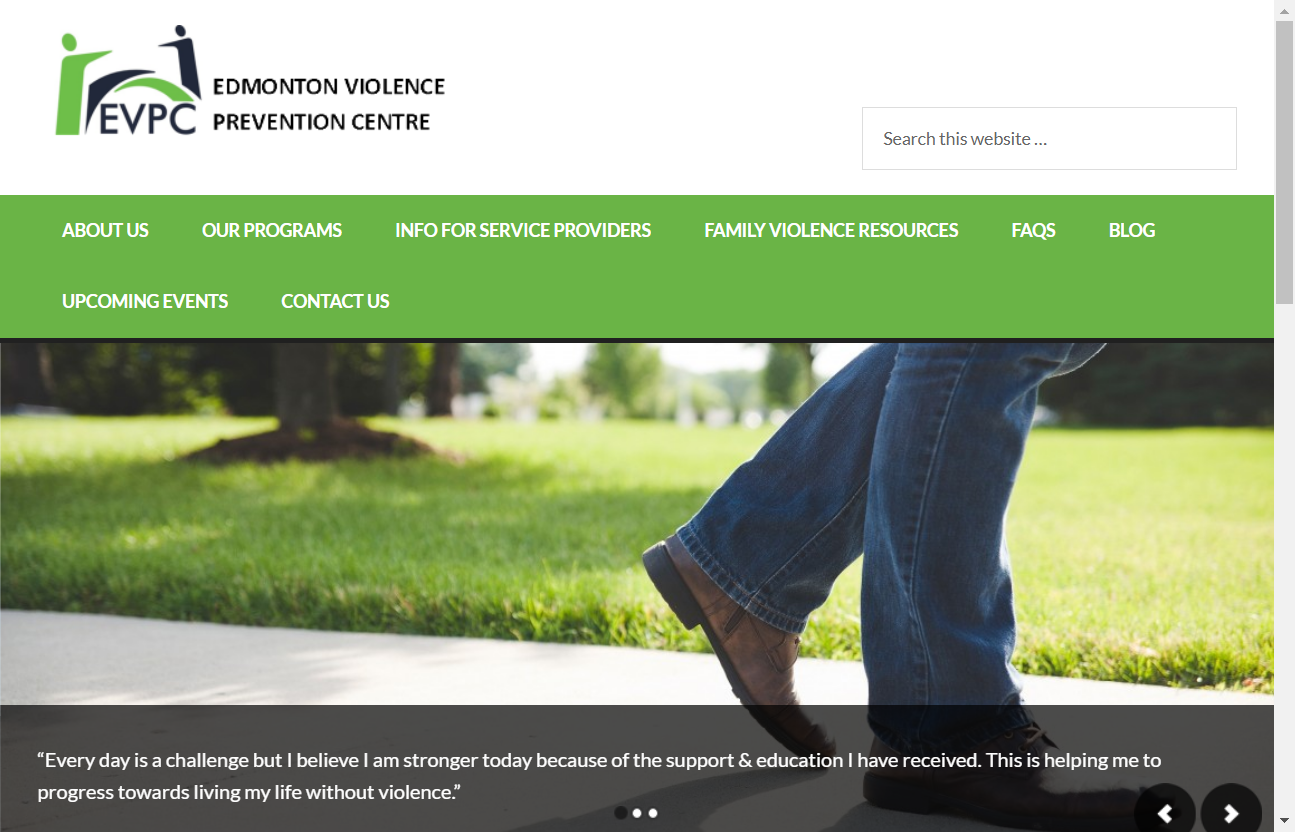 EVPC
EDMONTON VIOLENCE
PREVENTION CENTRE
Search this website …
ABOUT US OUR PROGRAMS INFO FOR SERVICE PROVIDERS FAMILY VIOLENCE RESOURCES FAQS BLOG
UPCOMING EVENTS CONTACT US
“Every day is a challenge but I believe I am stronger today because of the support & education I have received. This is helping me to
progress towards living my life without violence.”